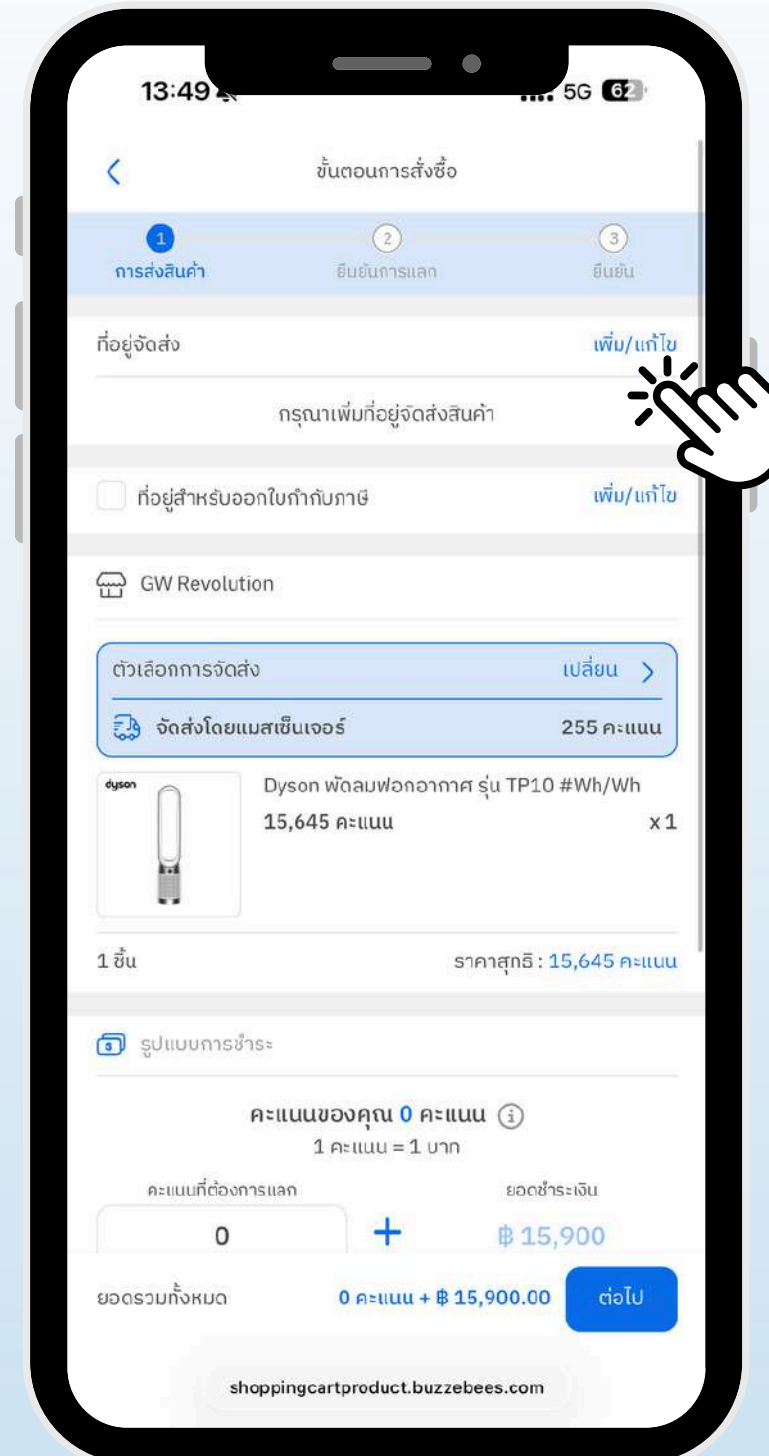 13:49 5G 62
ขั้นตอนการสั่งซื้อ
1 2 3
การส่งสินค้า ยืนยันการแลก ยืนยัน
ที่อยู่จัดส่ง เพิ่ม/แก้ไข
กรุณาเพิ่มที่อยู่จัดส่งสินค้า
ที่อยู่สำหรับออกใบกำกับภาษี เพิ่ม/แก้ไข
GW Revolution
ตัวเลือกการจัดส่ง เปลี่ยน >
จัดส่งโดยแมสเซ็นเจอร์ 255 คะแนน
dyson
Dyson พัดลมฟอกอากาศ รุ่น TP10 #Wh/Wh
15,645 คะแนน x 1
1 ชิ้น ราคาสุทธิ : 15,645 คะแนน
รูปแบบการชำระ
คะแนนของคุณ 0 คะแนน
1 คะแนน = 1 บาท
คะแนนที่ต้องการแลก ยอดชำระเงิน
0 + ฿ 15,900
ยอดรวมทั้งหมด 0 คะแนน + ฿ 15,900.00 ต่อไป
shoppingcartproduct.buzzebees.com